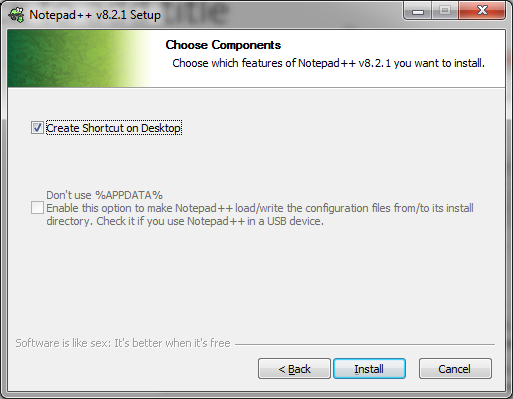 Notepad++ v8.2.1 Setup
Choose Components
Choose which features of Notepad++ v8.2.1 you want to install.
Create Shortcut on Desktop
Don't use %APPDATA%
Enable this option to make Notepad++ load/write the configuration files from/to its install
directory. Check it if you use Notepad++ in a USB device.
Software is like sex: It's better when it's free
< Back
Install
Cancel